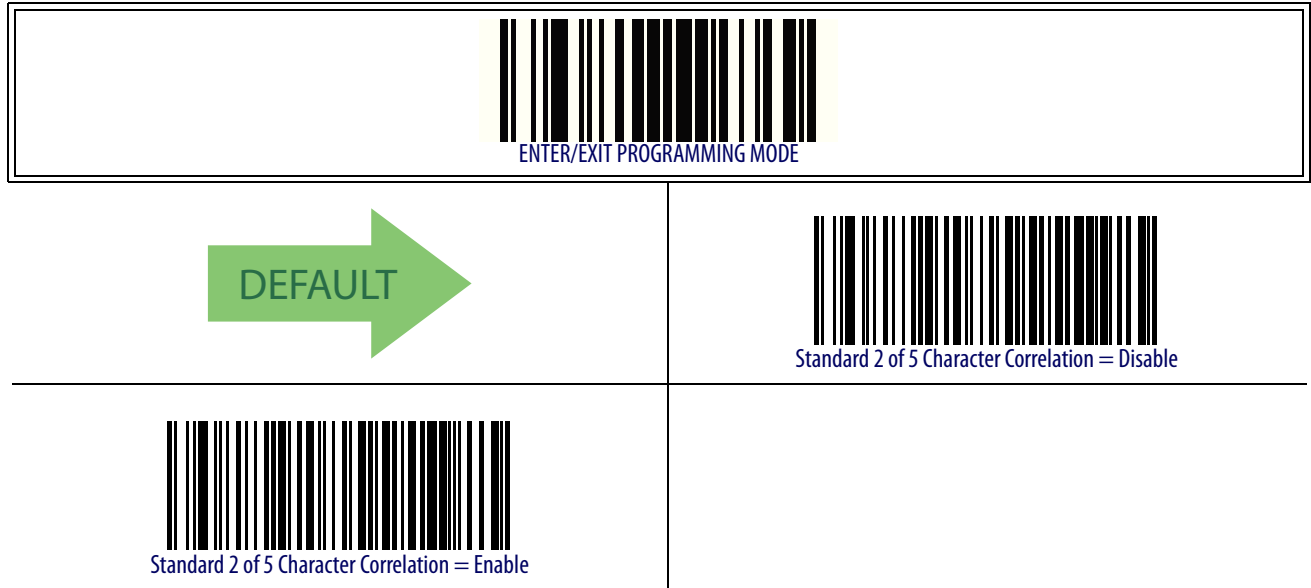 ENTER/EXIT PROGRAMMING MODE
DEFAULT
Standard 2 of 5 Character Correlation = Disable
Standard 2 of 5 Character Correlation = Enable